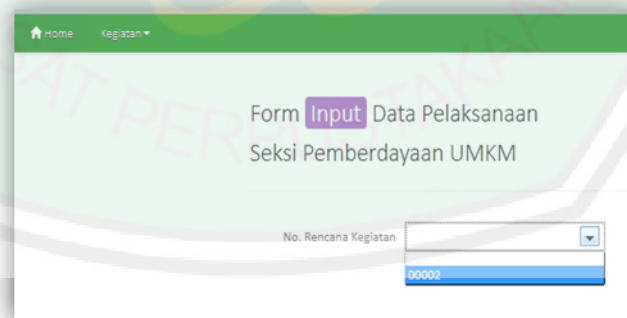 Home Kegiatan
Form Input Data Pelaksanaan
Seksi Pemberdayaan UMKM
No. Rencana Kegiatan
00002